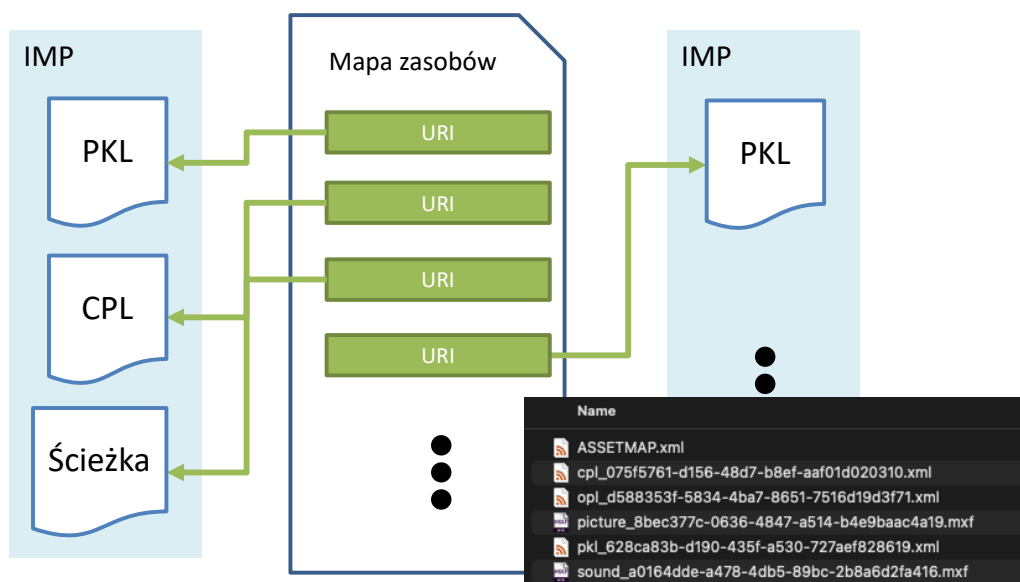 IMP
PKL
CPL
Ścieżka
Mapa zasobów
URI
URI
URI
URI
IMP
PKL
Name
ASSETMAP.xml
cpl_075f5761-d156-48d7-b8ef-aaf01d020310.xml
opl_d588353f-5834-4ba7-8651-7516d19d3f71.xml
picture_8bec377c-0636-4847-a514-b4e9baac4a19.mxf
pkl_628ca83b-d190-435f-a530-727aef828619.xml
sound_a0164dde-a478-4db5-89bc-2b8a6d2fa416.mxf